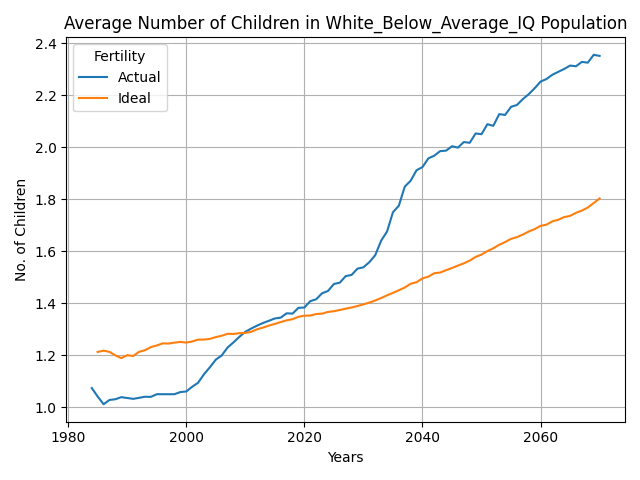 Average Number of Children in White_Below_Average_IQ Population
Fertility
Actual
Ideal
No. of Children
2.4
2.2
2.0
1.8
1.6
1.4
1.2
1.0
1980
2000
2020
2040
2060
Years